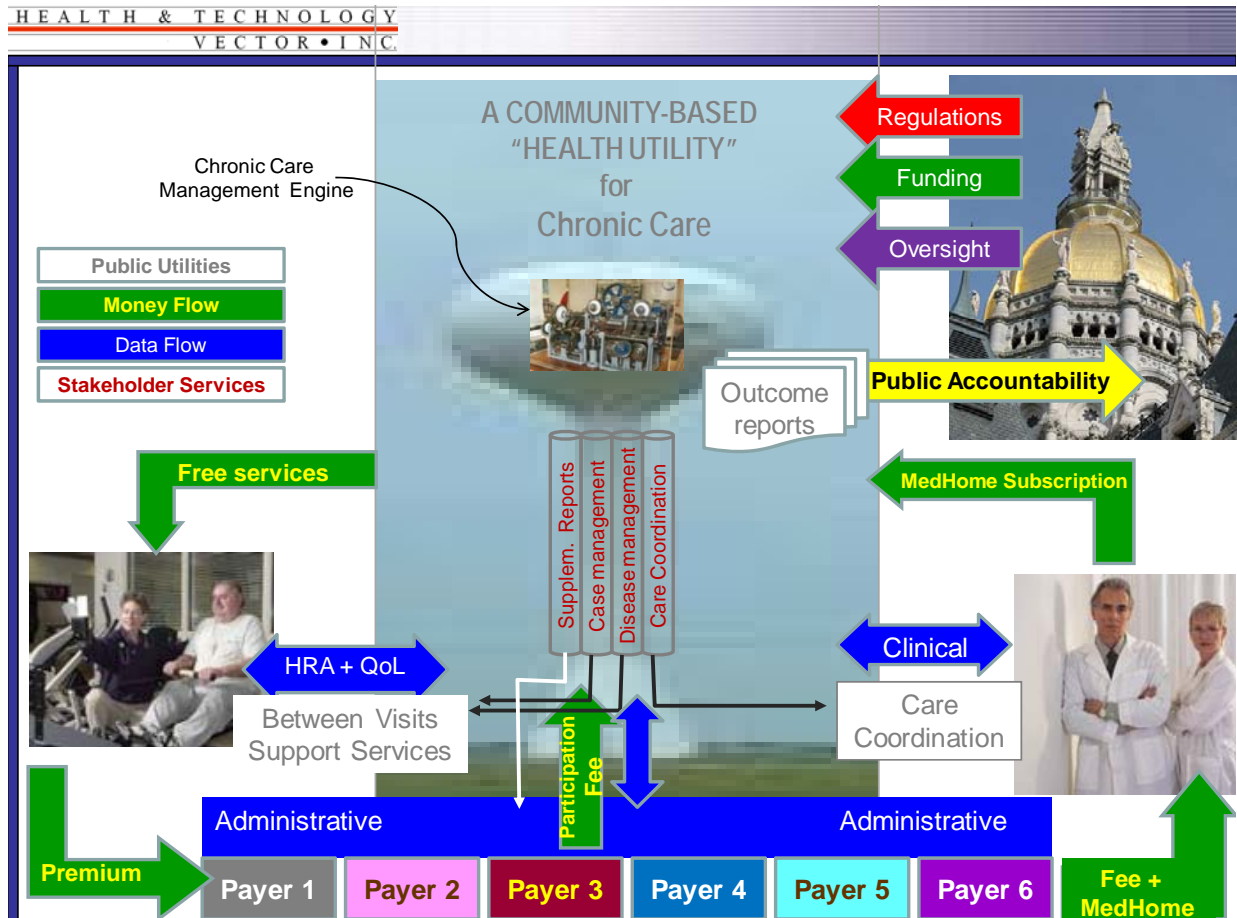 HEALTH & TECHNOLOGY
VECTOR • INC.
A COMMUNITY-BASED
“HEALTH UTILITY”
for
Chronic Care
Chronic Care
Management Engine
Regulations
Funding
Oversight
Public Utilities
Money Flow
Data Flow
Stakeholder Services
Outcome
reports
Public Accountability
Free services
MedHome Subscription
Supplem. Reports
Case management
Disease management
Care Coordination
HRA + QoL
Clinical
Between Visits
Support Services
Care
Coordination
Participation
Fee
Administrative
Administrative
Premium
Payer 1
Payer 2
Payer 3
Payer 4
Payer 5
Payer 6
Fee +
MedHome